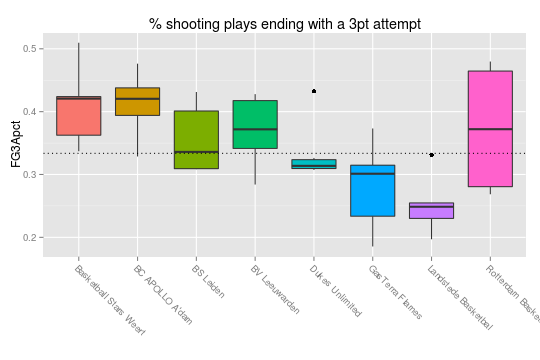 % shooting plays ending with a 3pt attempt
FG3Apct
0.5
0.4
0.3
0.2
Basketball Stars Weert
BC APOLLO A'dam
BS Leiden
BV Leeuwarden
Dukes Unlimited
GasTerra Flames
Landstede Basketbal
Rotterdam Baske